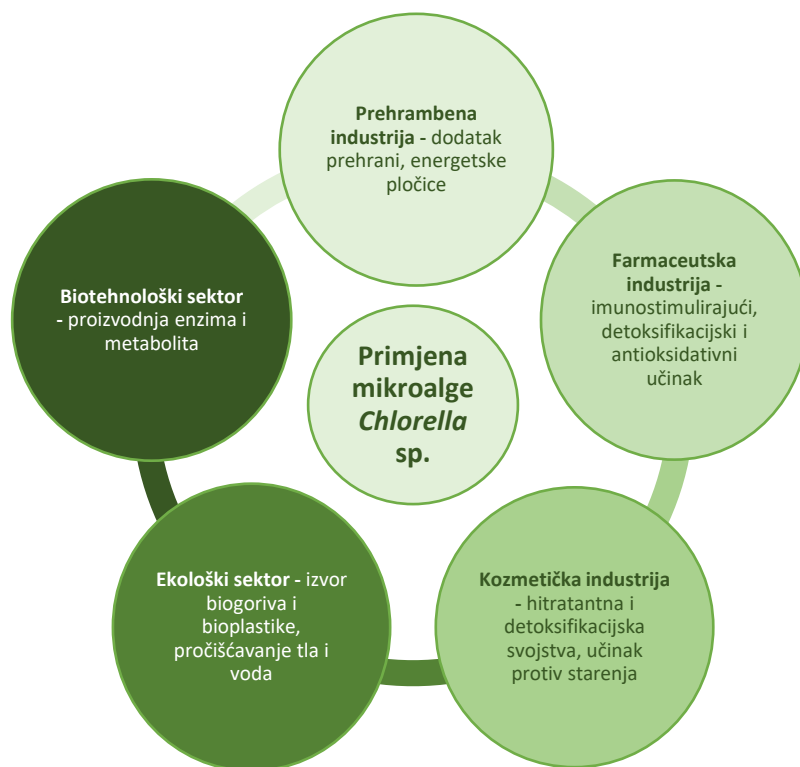 Prehrambena
industrija - dodatak
prehrani, energetske
pločice
Farmaceutska
industrija -
imunostimulirajući,
detoksifikacijski i
antioksidativni
učinak
Kozmetička industrija
- hitratantna i
detoksifikacijska
svojstva, učinak
protiv starenja
Ekološki sektor - izvor
biogoriva i
bioplastike,
pročišćavanje tla i
voda
Biotehnološki sektor
- proizvodnja enzima i
metabolita
Primjena
mikroalge
Chlorella
sp.